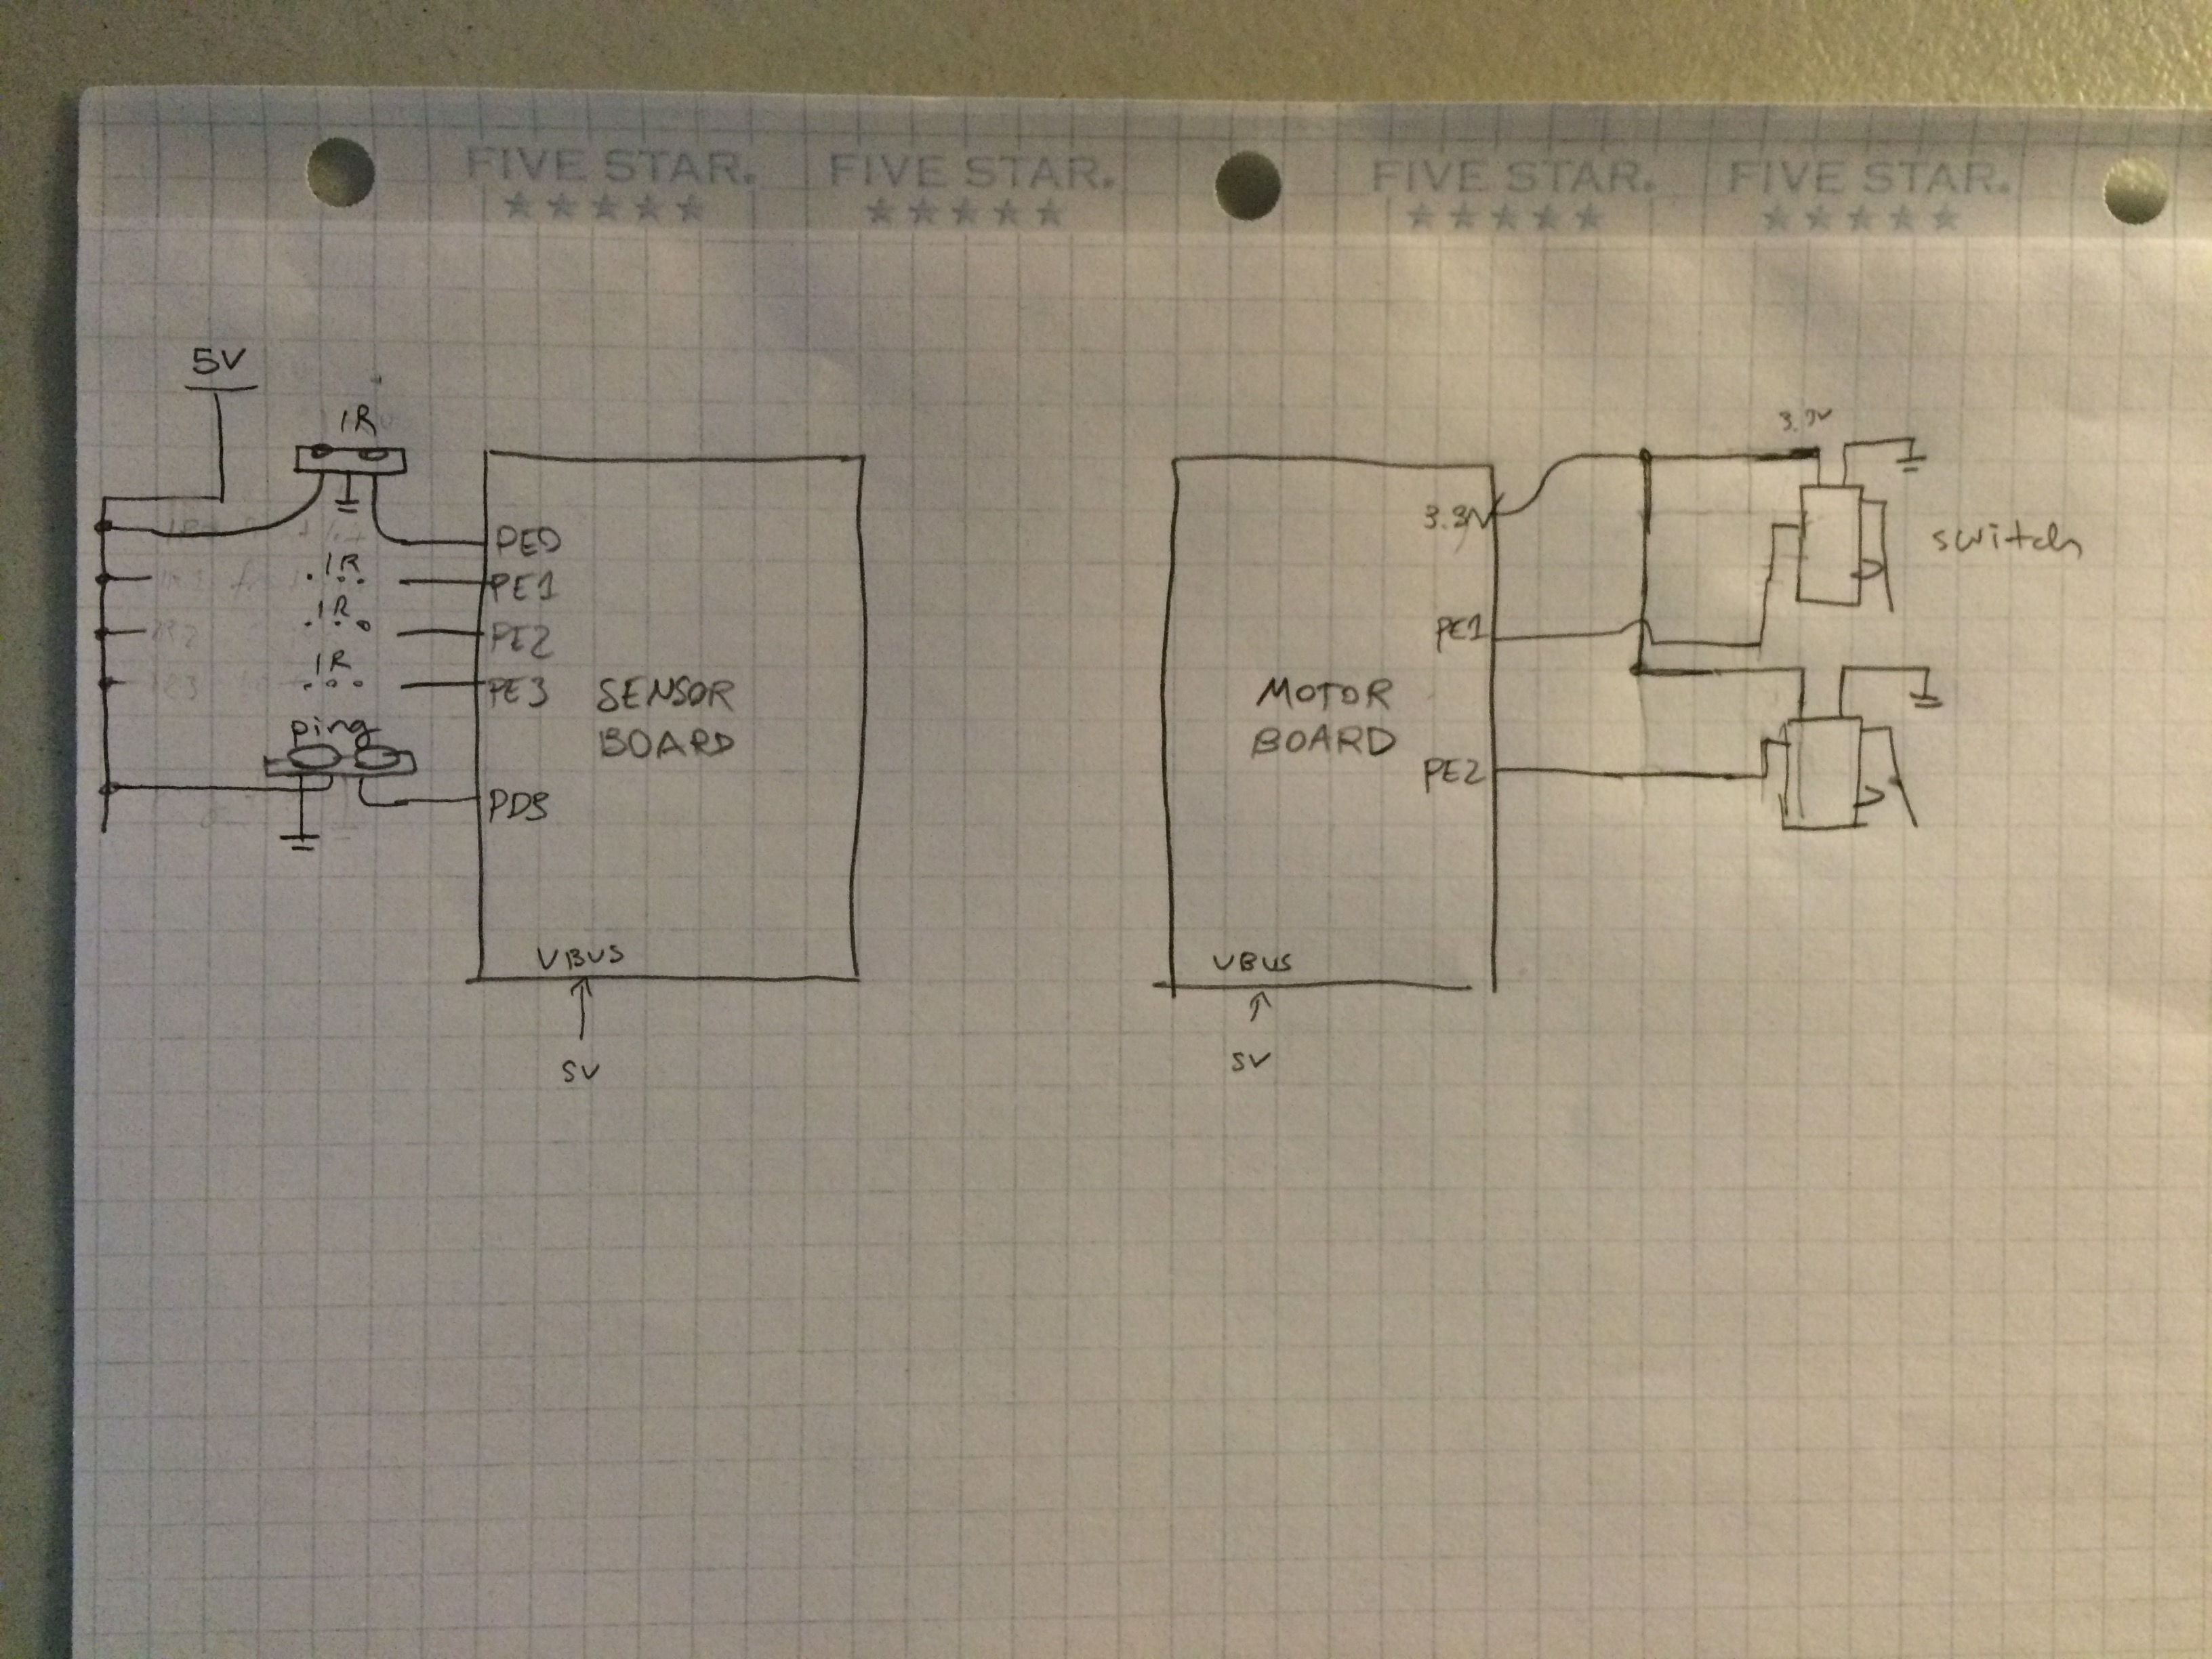 FIVE STAR. FIVE STAR. FIVE STAR. FIVE STAR.
5V
IR
PE0
IR
PE1
IR
PE2
IR
PE3
SENSOR
BOARD
ping
VBUS
5V
3.3V
3.3V
switch
PE1
MOTOR
BOARD
PE2
VBUS
5V